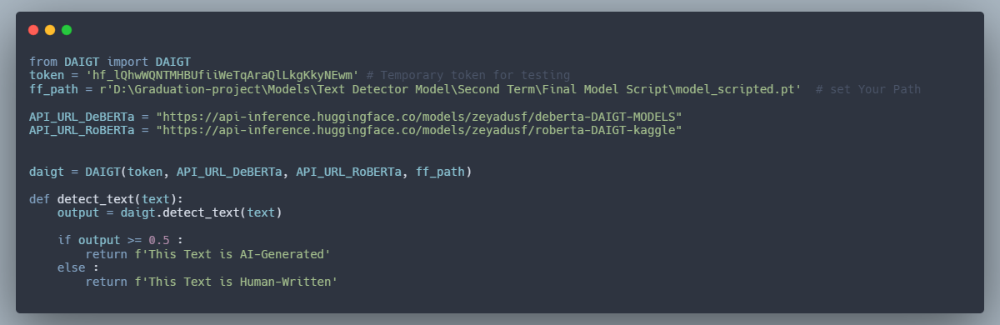 from DAIGT import DAIGT
token = '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' # Temporary token for testing
ff_path = r'D:\Graduation-project\Models\Text Detector Model\Second Term\Final Model Script\model_scripted.pt'  # set Your Path
API_URL_DeBERTa = "https://api-inference.huggingface.co/models/zeyadusf/deberta-DAIGT-MODELS"
API_URL_RoBERTa = "https://api-inference.huggingface.co/models/zeyadusf/roberta-DAIGT-kaggle"
daigt = DAIGT(token, API_URL_DeBERTa, API_URL_RoBERTa, ff_path)
def detect_text(text):
    output = daigt.detect_text(text)
    if output >= 0.5 :
        return f'This Text is AI-Generated'
    else :
        return f'This Text is Human-Written'